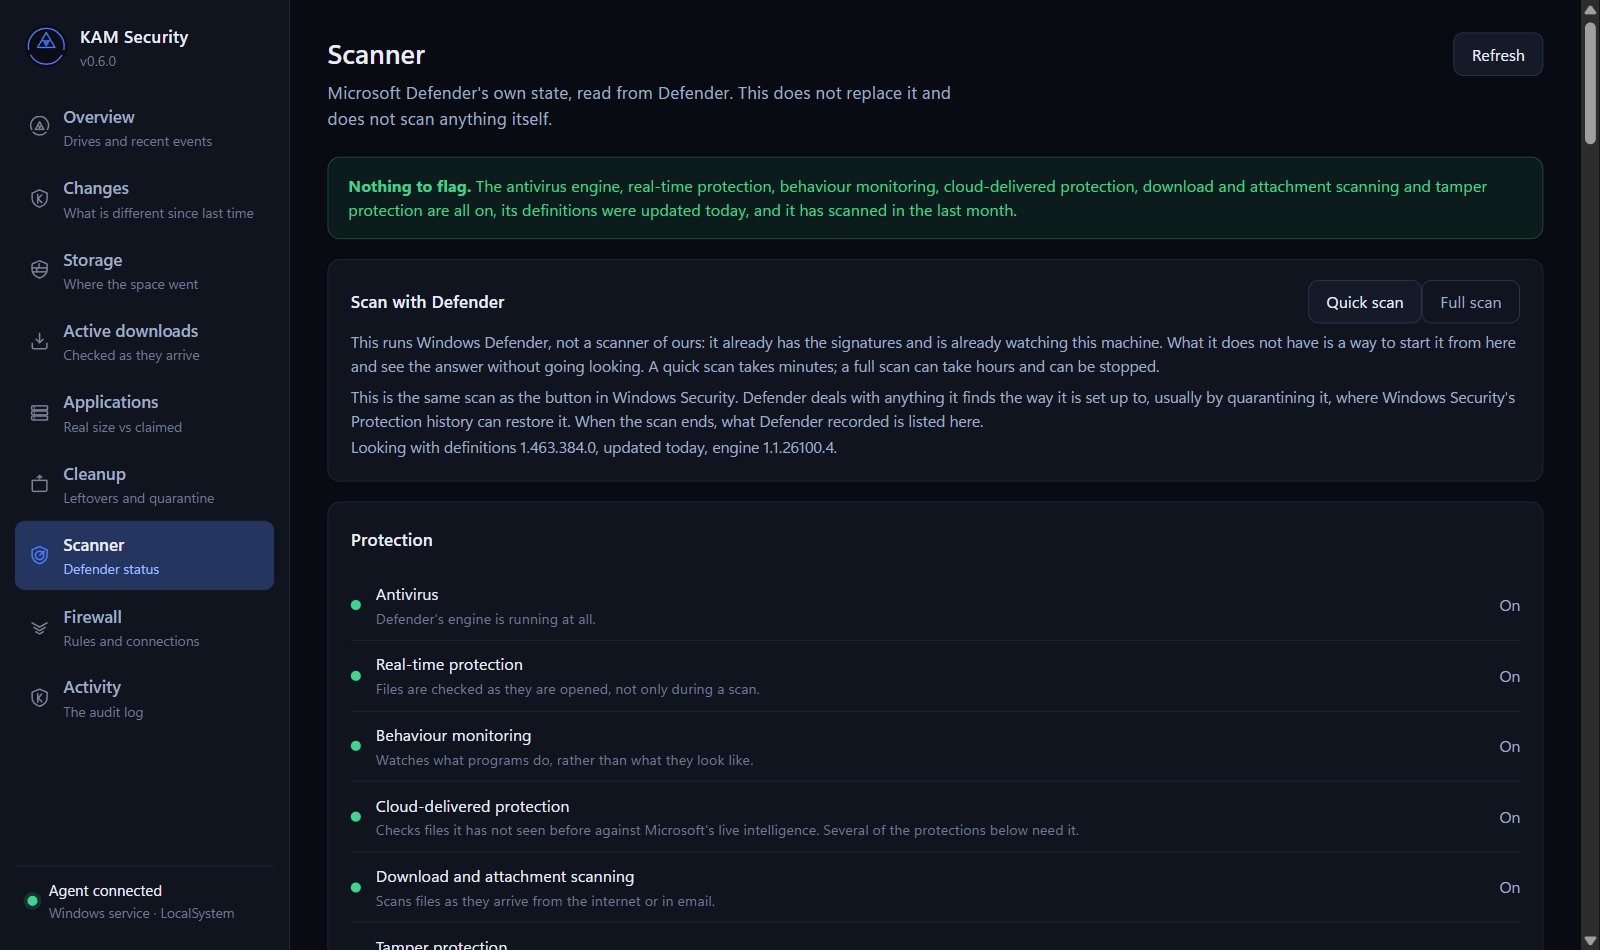 KAM Security
v0.6.0
Overview
Drives and recent events
Changes
What is different since last time
Storage
Where the space went
Active downloads
Checked as they arrive
Applications
Real size vs claimed
Cleanup
Leftovers and quarantine
Scanner
Defender status
Firewall
Rules and connections
Activity
The audit log
Agent connected
Windows service · LocalSystem
Scanner
Refresh
Microsoft Defender's own state, read from Defender. This does not replace it and
does not scan anything itself.
Nothing to flag. The antivirus engine, real-time protection, behaviour monitoring, cloud-delivered protection, download and attachment scanning and tamper
protection are all on, its definitions were updated today, and it has scanned in the last month.
Scan with Defender
Quick scan
Full scan
This runs Windows Defender, not a scanner of ours: it already has the signatures and is already watching this machine. What it does not have is a way to start it from here
and see the answer without going looking. A quick scan takes minutes; a full scan can take hours and can be stopped.
This is the same scan as the button in Windows Security. Defender deals with anything it finds the way it is set up to, usually by quarantining it, where Windows Security's
Protection history can restore it. When the scan ends, what Defender recorded is listed here.
Looking with definitions 1.463.384.0, updated today, engine 1.1.26100.4.
Protection
Antivirus
Defender's engine is running at all.
On
Real-time protection
Files are checked as they are opened, not only during a scan.
On
Behaviour monitoring
Watches what programs do, rather than what they look like.
On
Cloud-delivered protection
Checks files it has not seen before against Microsoft's live intelligence. Several of the protections below need it.
On
Download and attachment scanning
Scans files as they arrive from the internet or in email.
On
Tamper protection